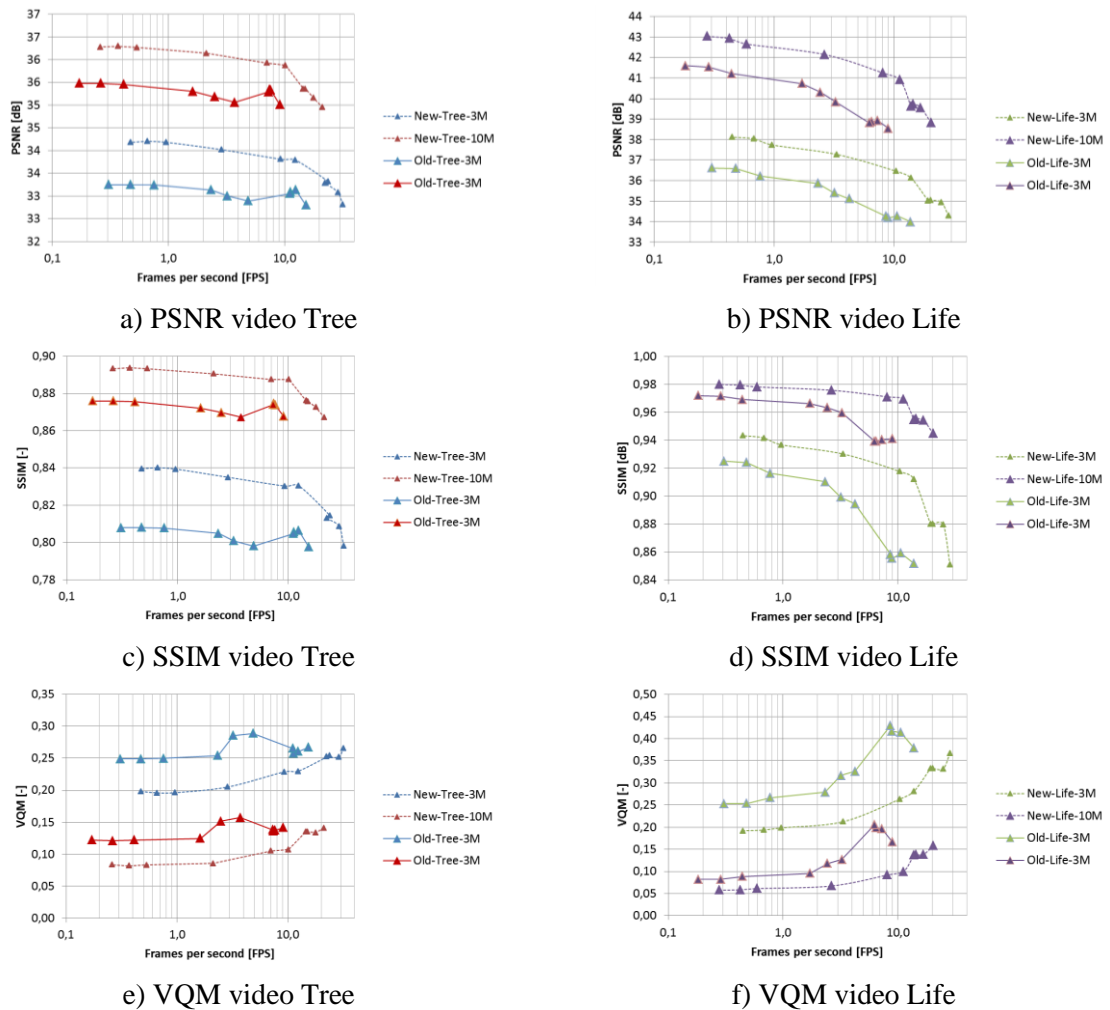 37
37
36
36
35
35
34
34
33
33
32
PSNR [dB]
0,1
1,0
10,0
Frames per second [FPS]
New-Tree-3M
New-Tree-10M
Old-Tree-3M
Old-Tree-3M
a) PSNR video Tree
44
43
42
41
40
39
38
37
36
35
34
33
PSNR [dB]
0,1
1,0
10,0
Frames per second [FPS]
New-Life-3M
New-Life-10M
Old-Life-3M
Old-Life-3M
b) PSNR video Life
0,90
0,88
0,86
0,84
0,82
0,80
0,78
SSIM
0,1
1,0
10,0
Frames per second [FPS]
New-Tree-3M
New-Tree-10M
Old-Tree-3M
Old-Tree-3M
c) SSIM video Tree
1,00
0,98
0,96
0,94
0,92
0,90
0,88
0,86
0,84
SSIM [dB]
0,1
1,0
10,0
Frames per second [FPS]
New-Life-3M
New-Life-10M
Old-Life-3M
Old-Life-3M
d) SSIM video Life
0,35
0,30
0,25
0,20
0,15
0,10
0,05
0,00
VQM [-]
0,1
1,0
10,0
Frames per second [FPS]
New-Tree-3M
New-Tree-10M
Old-Tree-3M
Old-Tree-3M
e) VQM video Tree
0,50
0,45
0,40
0,35
0,30
0,25
0,20
0,15
0,10
0,05
0,00
VQM [-]
0,1
1,0
10,0
Frames per second [FPS]
New-Life-3M
New-Life-10M
Old-Life-3M
Old-Life-3M
f) VQM video Life